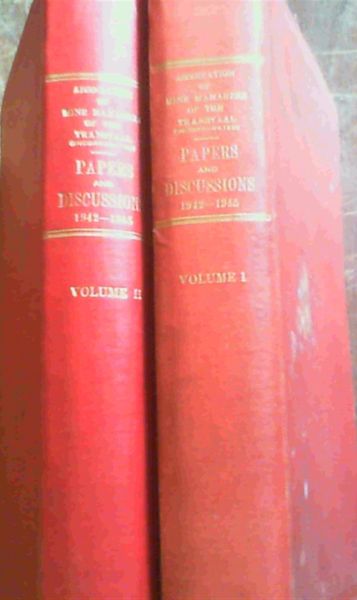 ASSOCIATION
OF
MINE MANAGERS
OF THE
TRANSVAAL
PAPERS
AND
DISCUSSIONS
1942—1945
VOLUME II
ASSOCIATION
OF
MINE MANAGERS
OF THE
TRANSVAAL
PAPERS
AND
DISCUSSIONS
1942—1945
VOLUME I